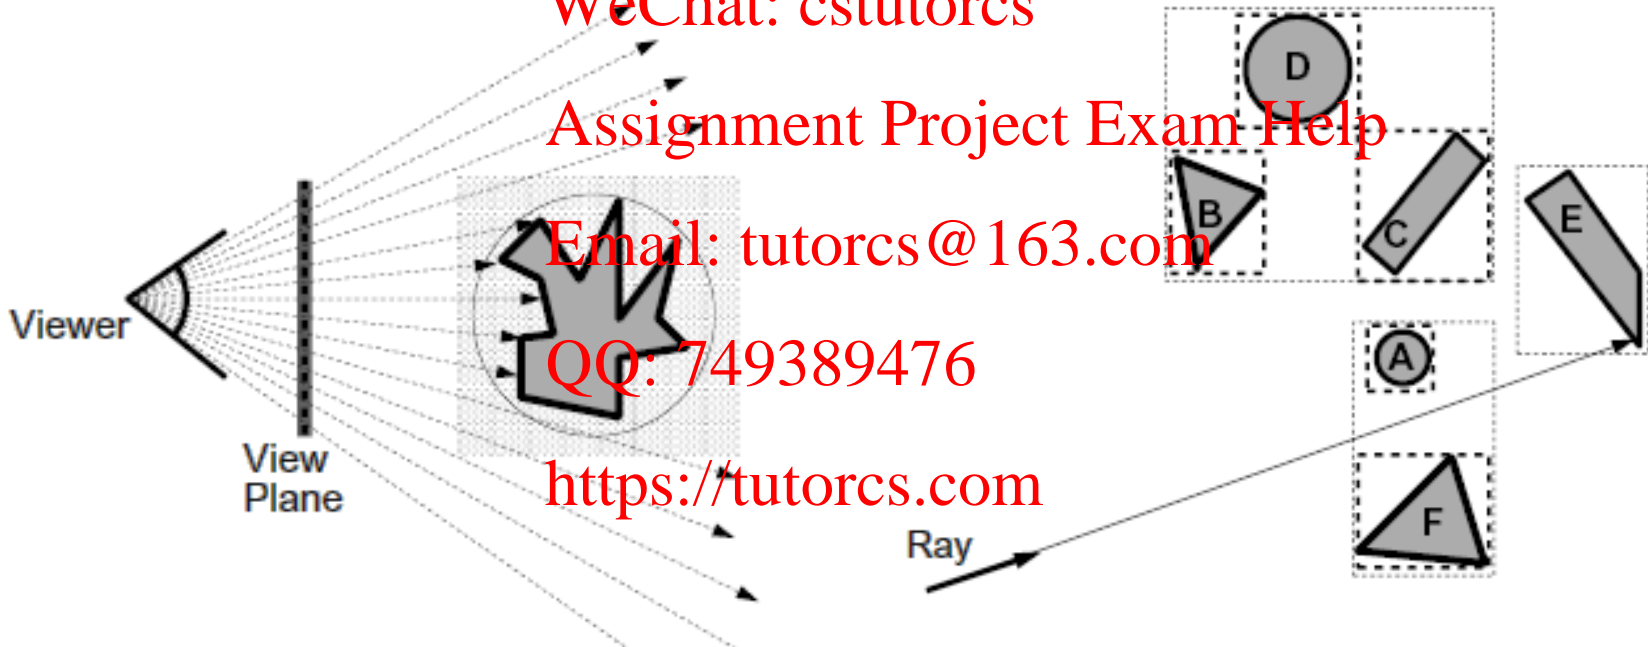 WeChat: cstutorcs
D
Assignment Project Exam Help
B
C
E
Email: tutorcs@163.com
Viewer
A
QQ: 749389476
View
Plane
https://tutorcs.com
F
Ray